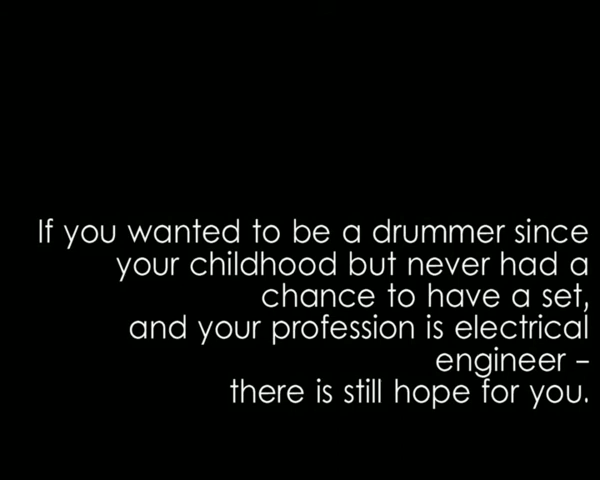 If you wanted to be a drummer since
your childhood but never had a
chance to have a set,
and your profession is electrical
engineer –
there is still hope for you.